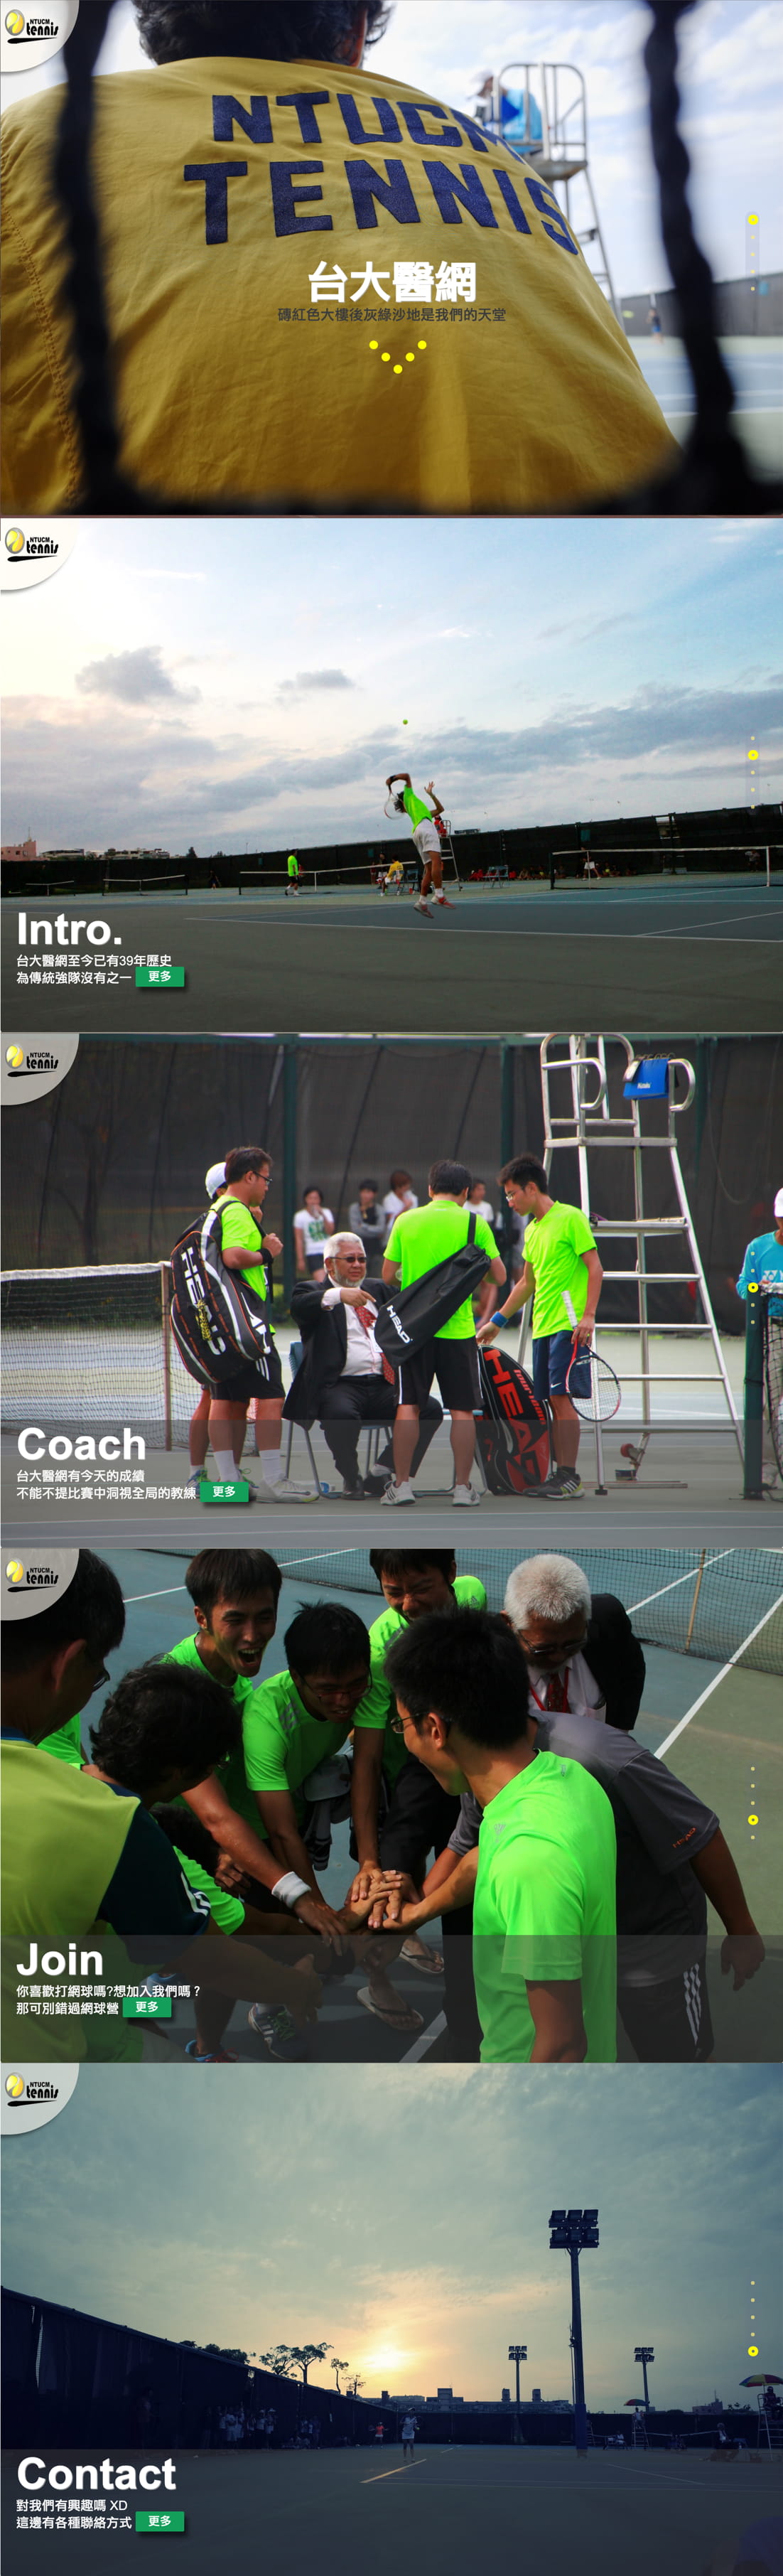 NTUCM
tennis
NTUCM
TENNIS
台大醫網
磚紅色大樓後灰綠沙地是我們的天堂
NTUCM
tennis
Intro.
台大醫網至今已有39年歷史
為傳統強隊沒有之一 更多
NTUCM
tennis
HEAD
HEAD
Coach
台大醫網有今天的成績
不能不提比賽中洞視全局的教練 更多
NTUCM
tennis
Join
你喜歡打網球嗎?想加入我們嗎？
那可別錯過網球營 更多
NTUCM
tennis
Contact
對我們有興趣嗎 XD
這邊有各種聯絡方式 更多